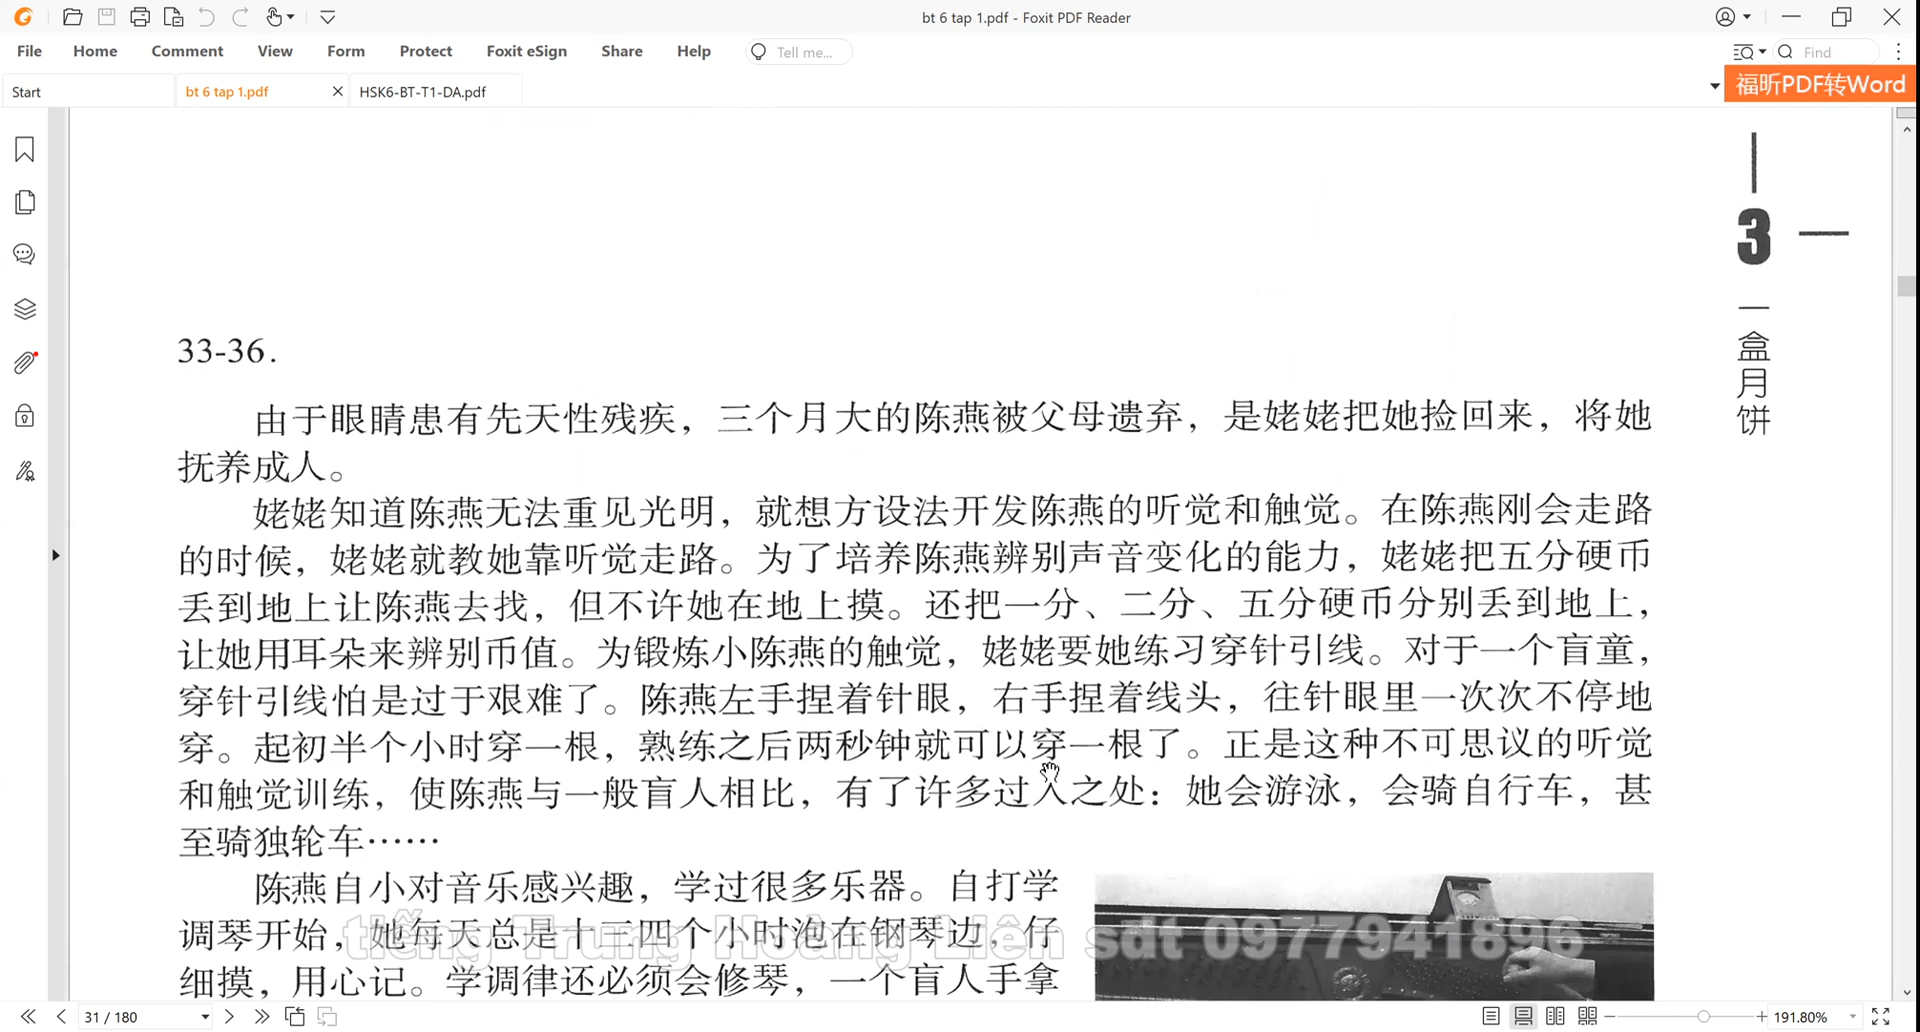 bt 6 tap 1.pdf - Foxit PDF Reader
File Home Comment View Form Protect Foxit eSign Share Help Tell me... Find
Start bt 6 tap 1.pdf HSK6-BT-T1-DA.pdf 福昕PDF转Word
3
一盒月饼
33-36.
由于眼睛患有先天性残疾，三个月大的陈燕被父母遗弃，是姥姥把她捡回来，将她
抚养成人。
姥姥知道陈燕无法重见光明，就想方设法开发陈燕的听觉和触觉。在陈燕刚会走路
的时候，姥姥就教她靠听觉走路。为了培养陈燕辨别声音变化的能力，姥姥把五分硬币
丢到地上让陈燕去找，但不许她在地上摸。还把一分、二分、五分硬币分别丢到地上，
让她用耳朵来辨别币值。为锻炼小陈燕的触觉，姥姥要她练习穿针引线。对于一个盲童，
穿针引线怕是过于艰难了。陈燕左手捏着针眼，右手捏着线头，往针眼里一次次不停地
穿。起初半个小时穿一根，熟练之后两秒钟就可以穿一根了。正是这种不可思议的听觉
和触觉训练，使陈燕与一般盲人相比，有了许多过人之处：她会游泳，会骑自行车，甚
至骑独轮车……
陈燕自小对音乐感兴趣，学过很多乐器。自打学
调琴开始，她每天总是十三四个小时泡在钢琴边，仔
细摸，用心记。学调律还必须会修琴，一个盲人手拿
tiếng Trung Hoàng Liên sdt 0977941896
31 / 180 191.80%